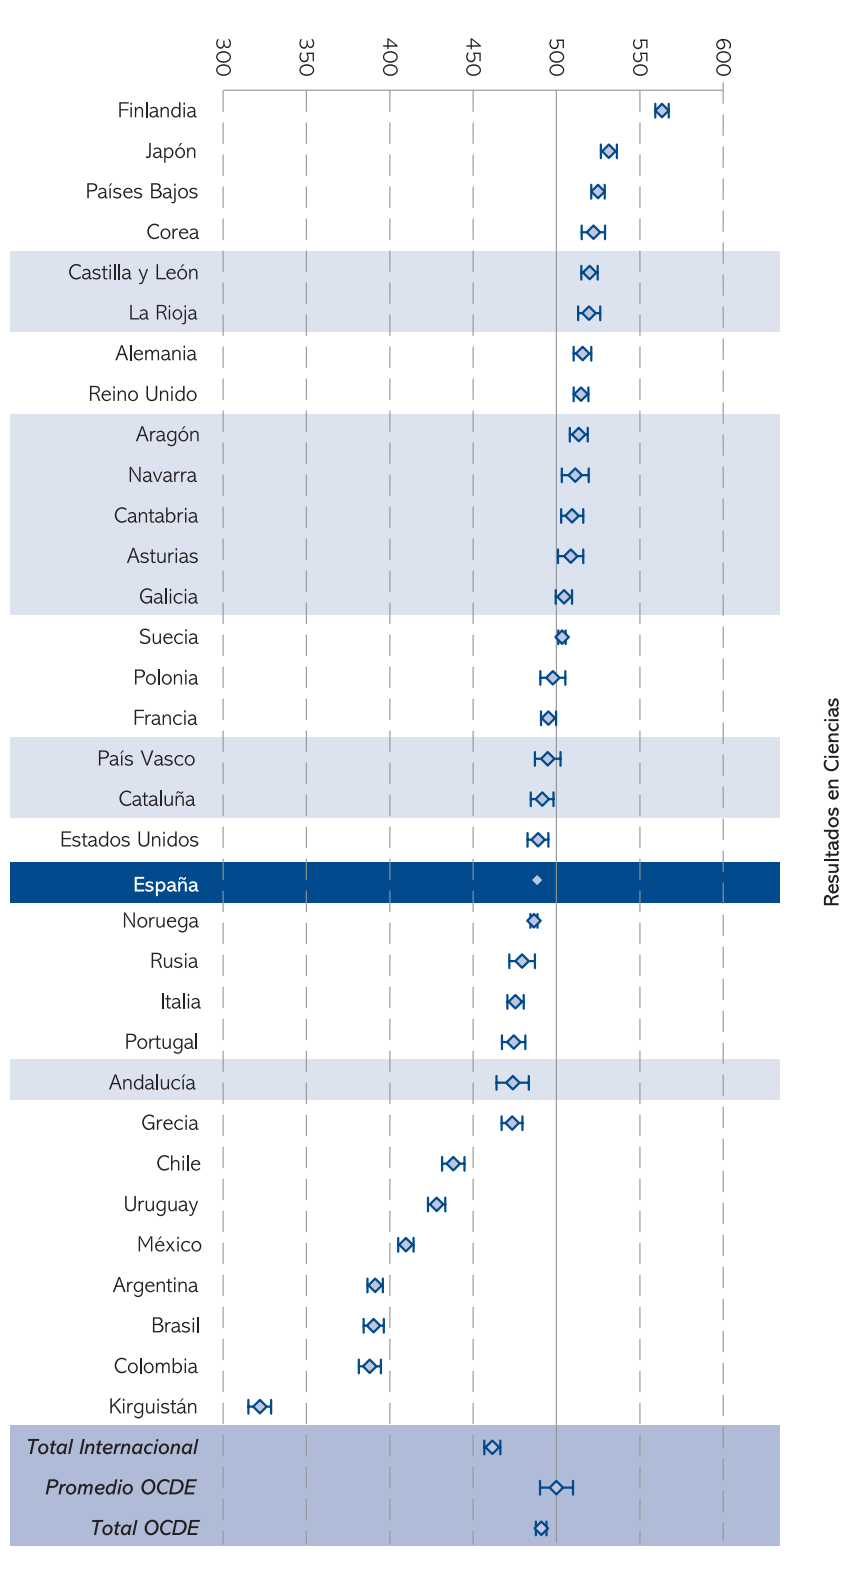 300
350
400
450
500
550
600
Finlandia
Japón
Países Bajos
Corea
Castilla y León
La Rioja
Alemania
Reino Unido
Aragón
Navarra
Cantabria
Asturias
Galicia
Suecia
Polonia
Francia
País Vasco
Cataluña
Estados Unidos
España
Noruega
Rusia
Italia
Portugal
Andalucía
Grecia
Chile
Uruguay
México
Argentina
Brasil
Colombia
Kirguistán
Total Internacional
Promedio OCDE
Total OCDE
Resultados en Ciencias